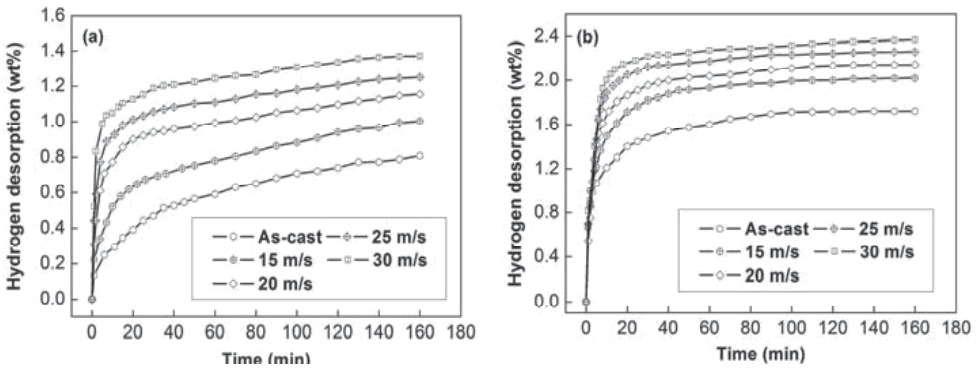 (a)
Hydrogen desorption (wt%)
1.6
1.4
1.2
1.0
0.8
0.6
0.4
0.2
0.0
As-cast 25 m/s
15 m/s 30 m/s
20 m/s
0 20 40 60 80 100 120 140 160 180
Time (min)
(b)
Hydrogen desorption (wt%)
2.4
2.0
1.6
1.2
0.8
0.4
0.0
As-cast 25 m/s
15 m/s 30 m/s
20 m/s
0 20 40 60 80 100 120 140 160 180
Time (min)